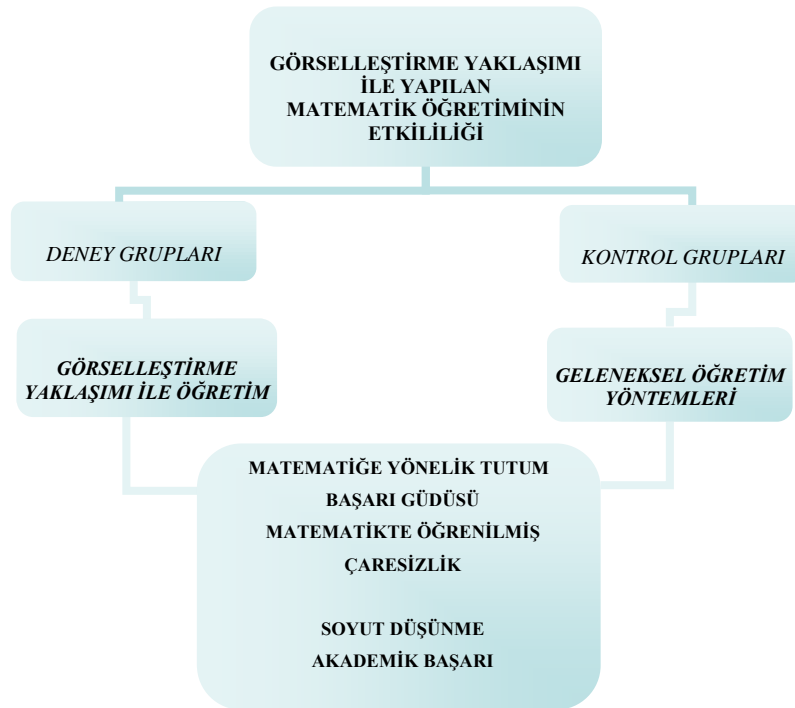 GÖRSELLEŞTİRME YAKLAŞIMI
İLE YAPILAN
MATEMATİK ÖĞRETİMİNİN
ETKİLİLİĞİ
DENEY GRUPLARI
KONTROL GRUPLARI
GÖRSELLEŞTİRME
YAKLAŞIMI İLE ÖĞRETİM
GELENEKSEL ÖĞRETİM
YÖNTEMLERİ
MATEMATİĞE YÖNELİK TUTUM
BAŞARI GÜDÜSÜ
MATEMATİKTE ÖĞRENİLMİŞ
ÇARESİZLİK
SOYUT DÜŞÜNME
AKADEMİK BAŞARI